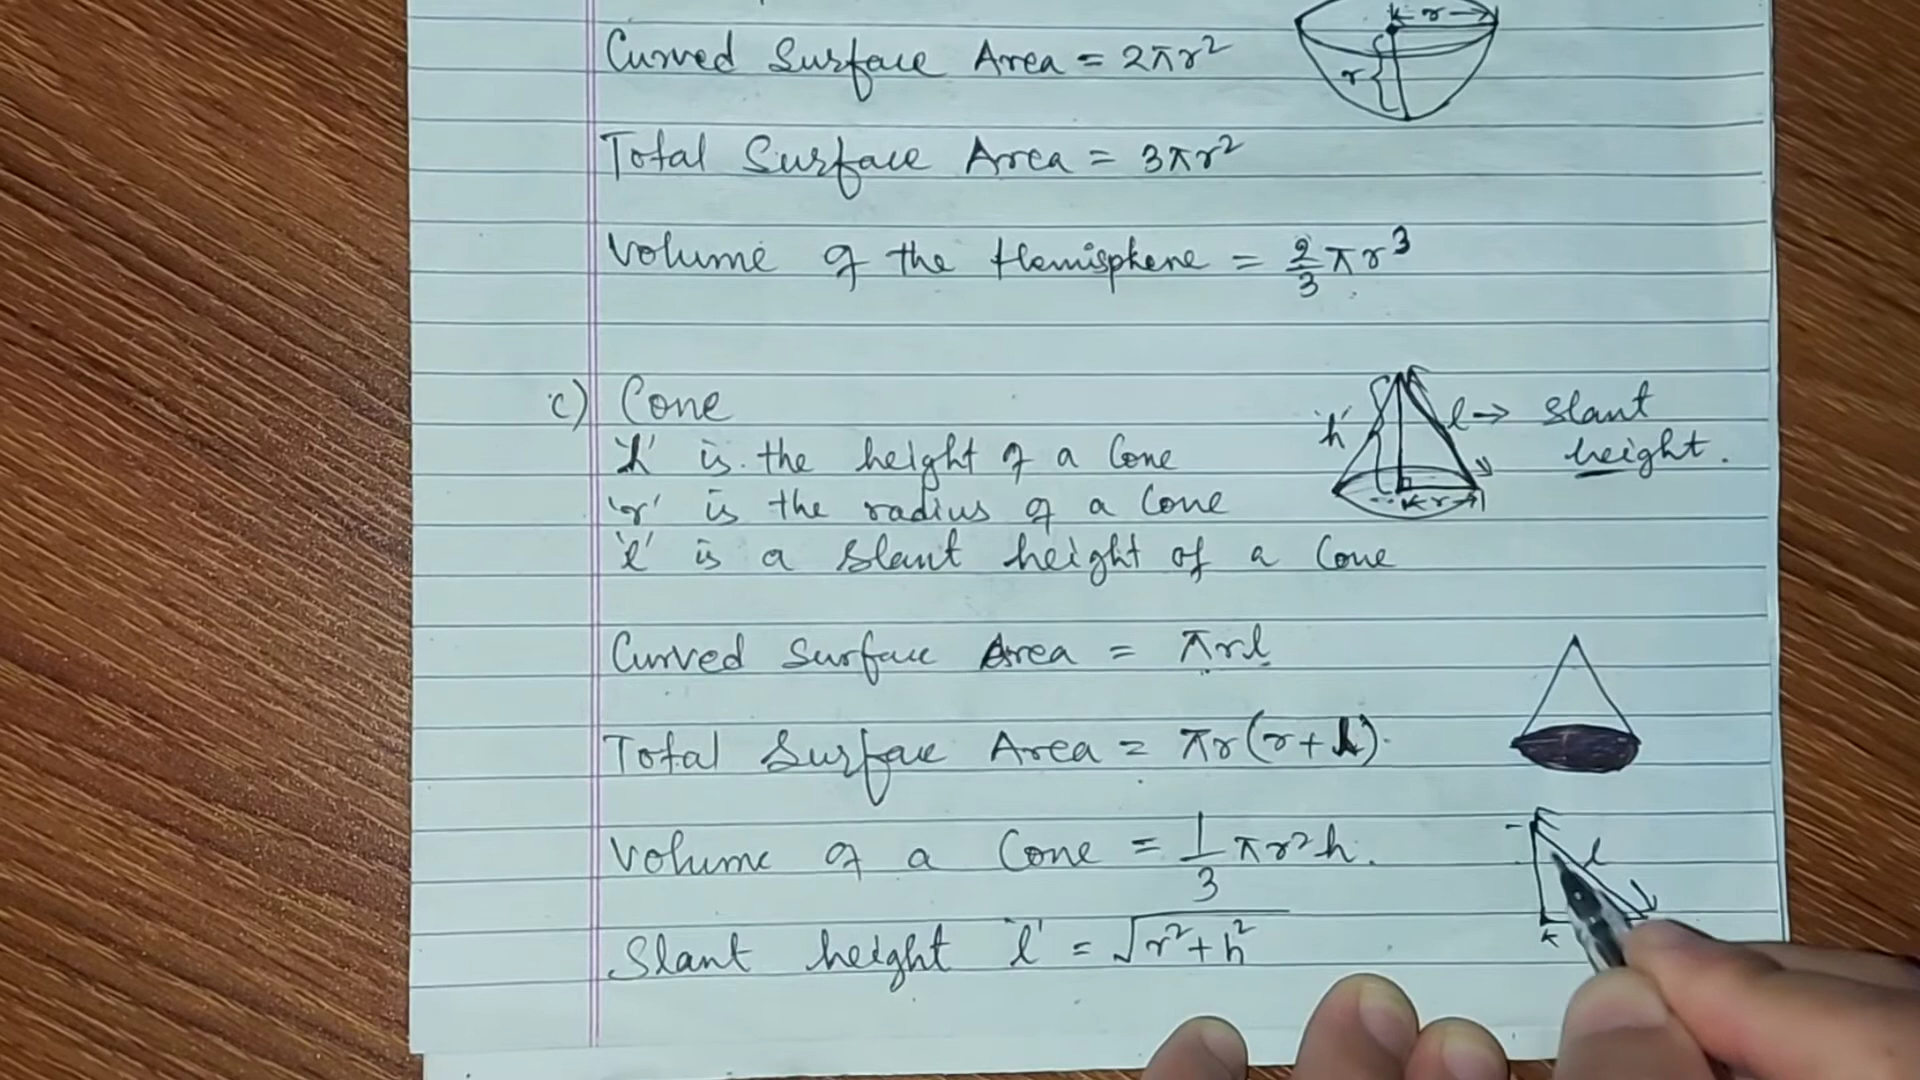 Curved Surface Area = 2πr²
r
r
Total Surface Area = 3πr²
Volume of the Hemisphere = 2/3 πr³
c) Cone
'h'
l → slant
height.
'h' is the height of a Cone
'r' is the radius of a Cone
r
'l' is a slant height of a Cone
Curved Surface Area = πrl
Total Surface Area = πr(r+l).
Volume of a Cone = 1/3 πr²h.
l
Slant height 'l' = √r²+h²